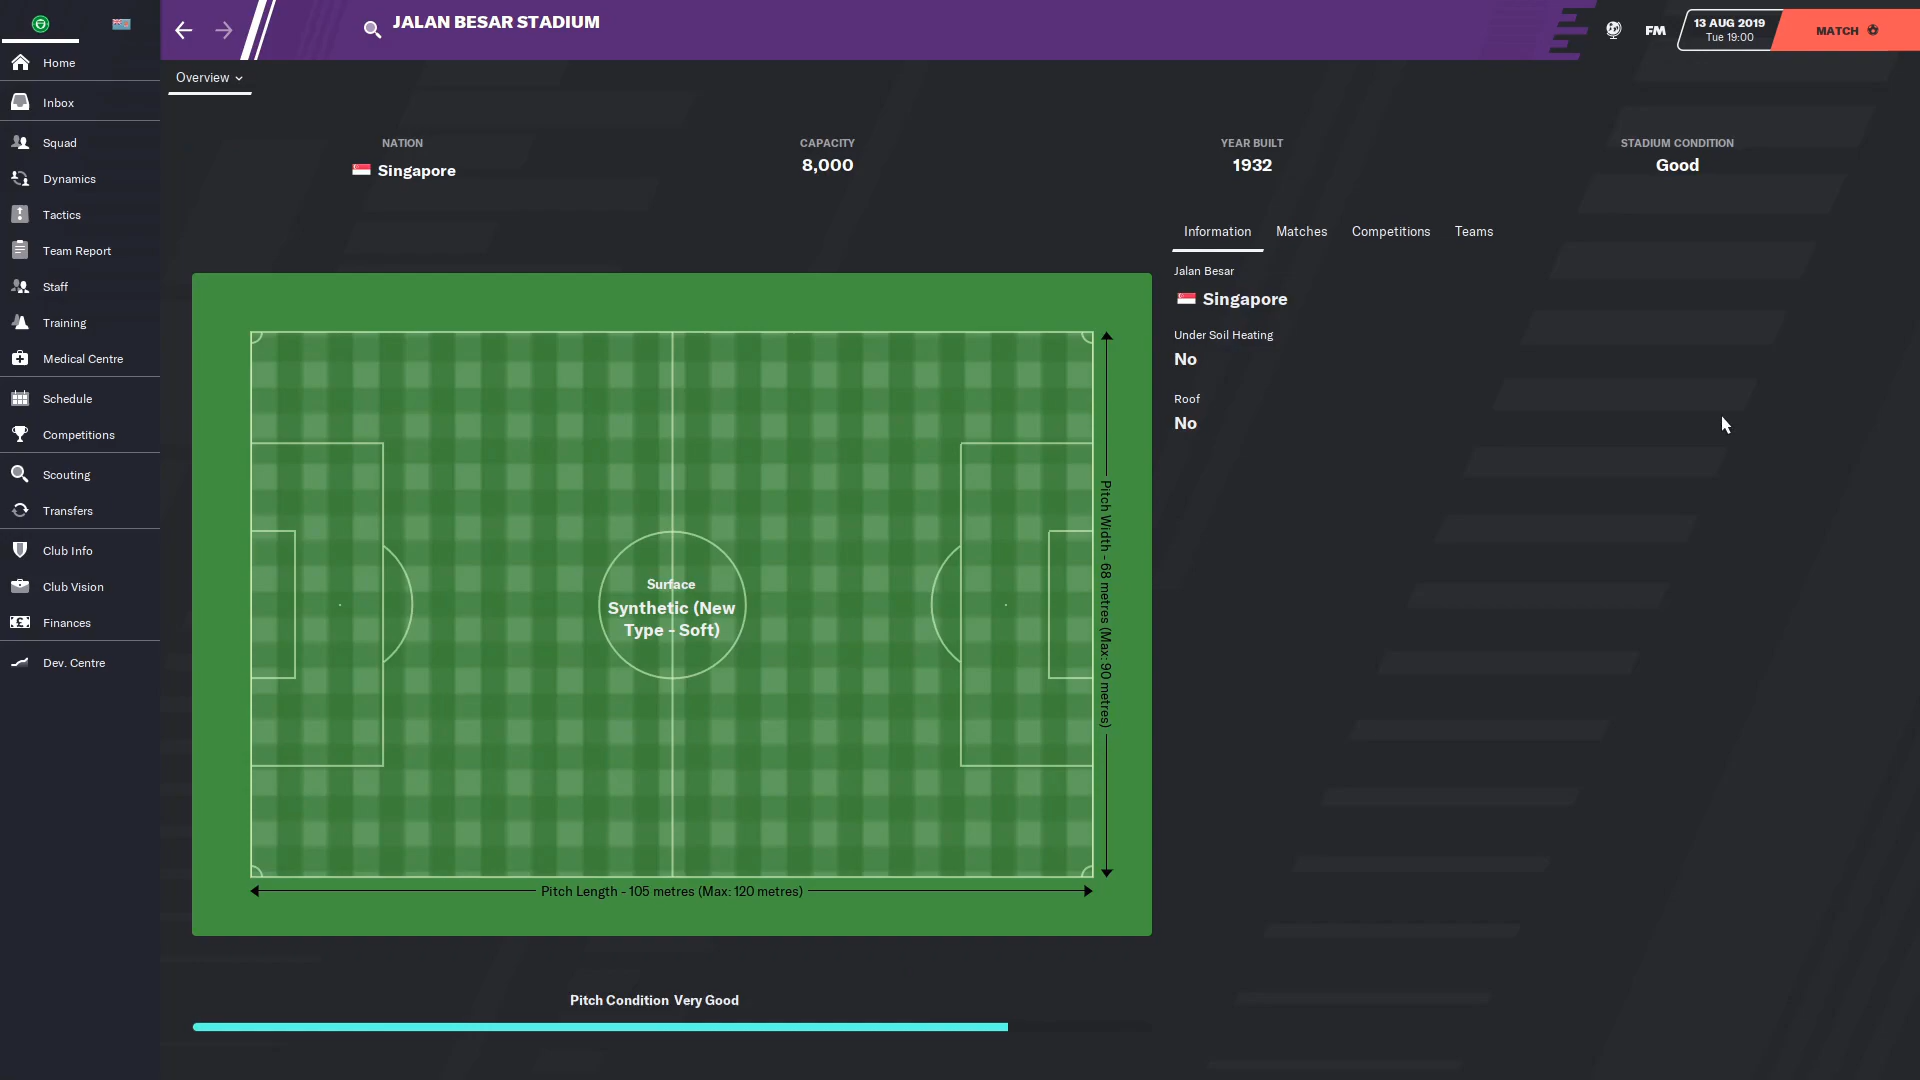 JALAN BESAR STADIUM
FM
13 AUG 2019
Tue 19:00
MATCH
Home
Inbox
Squad
Dynamics
Tactics
Team Report
Staff
Training
Medical Centre
Schedule
Competitions
Scouting
Transfers
Club Info
Club Vision
Finances
Dev. Centre
Overview
NATION
Singapore
CAPACITY
8,000
YEAR BUILT
1932
STADIUM CONDITION
Good
Information
Matches
Competitions
Teams
Jalan Besar
Singapore
Under Soil Heating
No
Roof
No
Surface
Synthetic (New
Type - Soft)
Pitch Width - 68 metres (Max: 90 metres)
Pitch Length - 105 metres (Max: 120 metres)
Pitch Condition Very Good